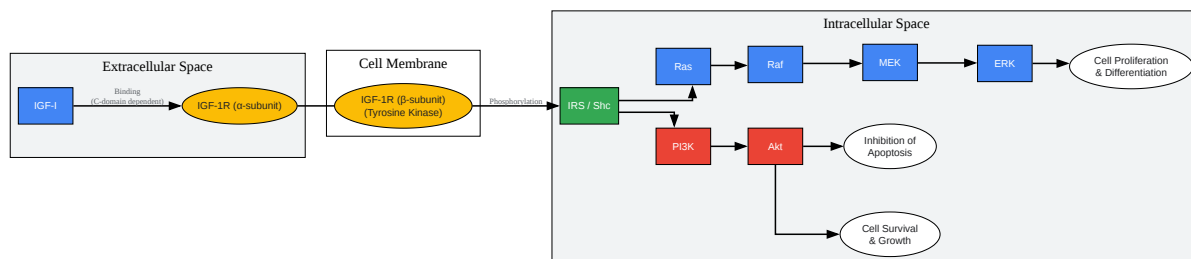 Extracellular Space
IGF-I
Binding
(C-domain dependent)
IGF-1R (α-subunit)
Cell Membrane
IGF-1R (β-subunit)
(Tyrosine Kinase)
Phosphorylation
Intracellular Space
IRS / Shc
Ras
Raf
MEK
ERK
Cell Proliferation
& Differentiation
PI3K
Akt
Inhibition of
Apoptosis
Cell Survival
& Growth